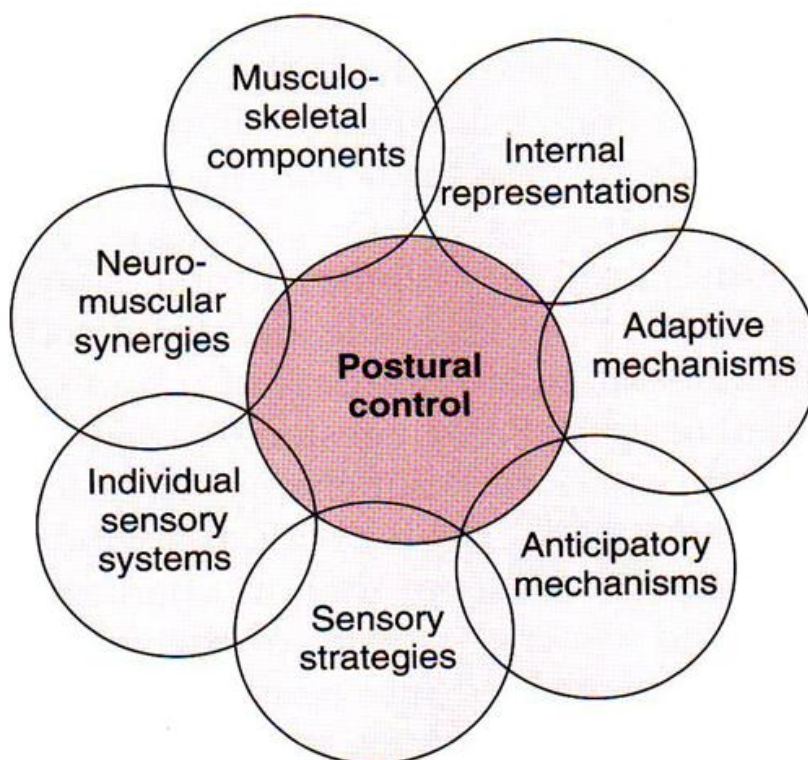 Musculo-
skeletal
components
Internal
representations
Neuro-
muscular
synergies
Adaptive
mechanisms
Postural
control
Individual
sensory
systems
Anticipatory
mechanisms
Sensory
strategies